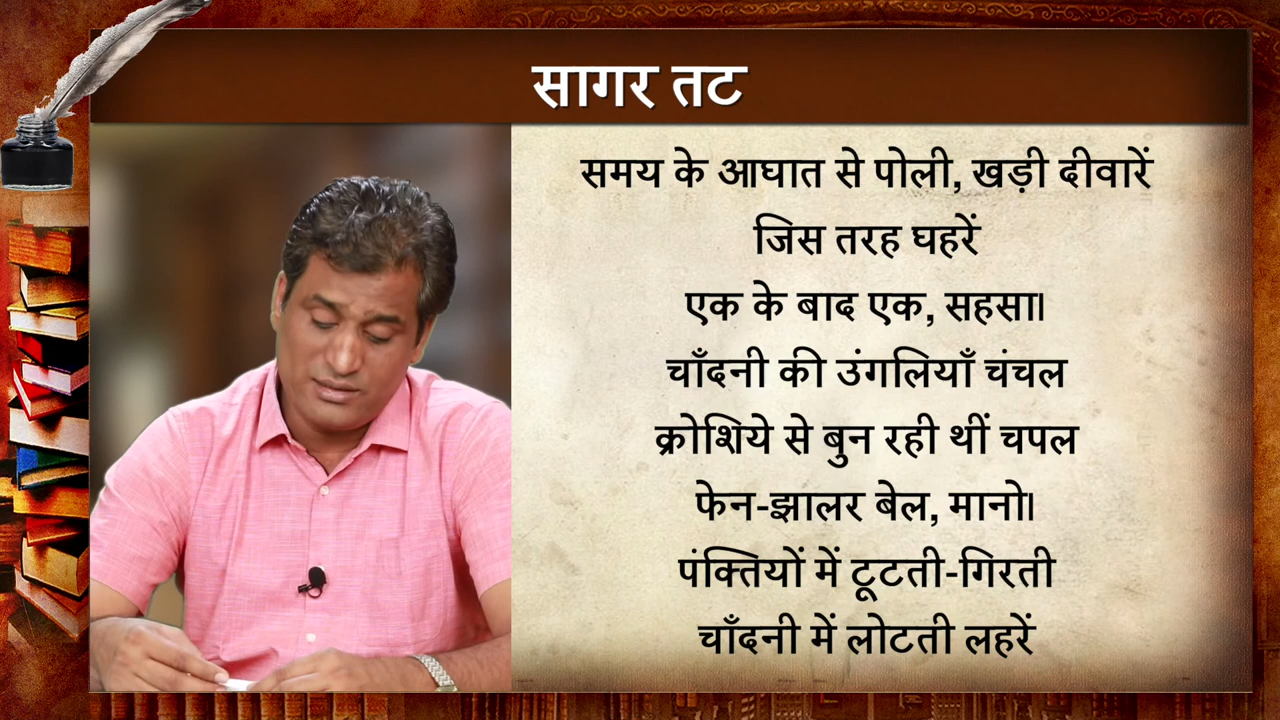 सागर तट
समय के आघात से पोली, खड़ी दीवारें
जिस तरह घहरें
एक के बाद एक, सहसा।
चाँदनी की उंगलियाँ चंचल
क्रोशिये से बुन रही थीं चपल
फेन-झालर बेल, मानो।
पंक्तियों में टूटती-गिरती
चाँदनी में लोटती लहरें